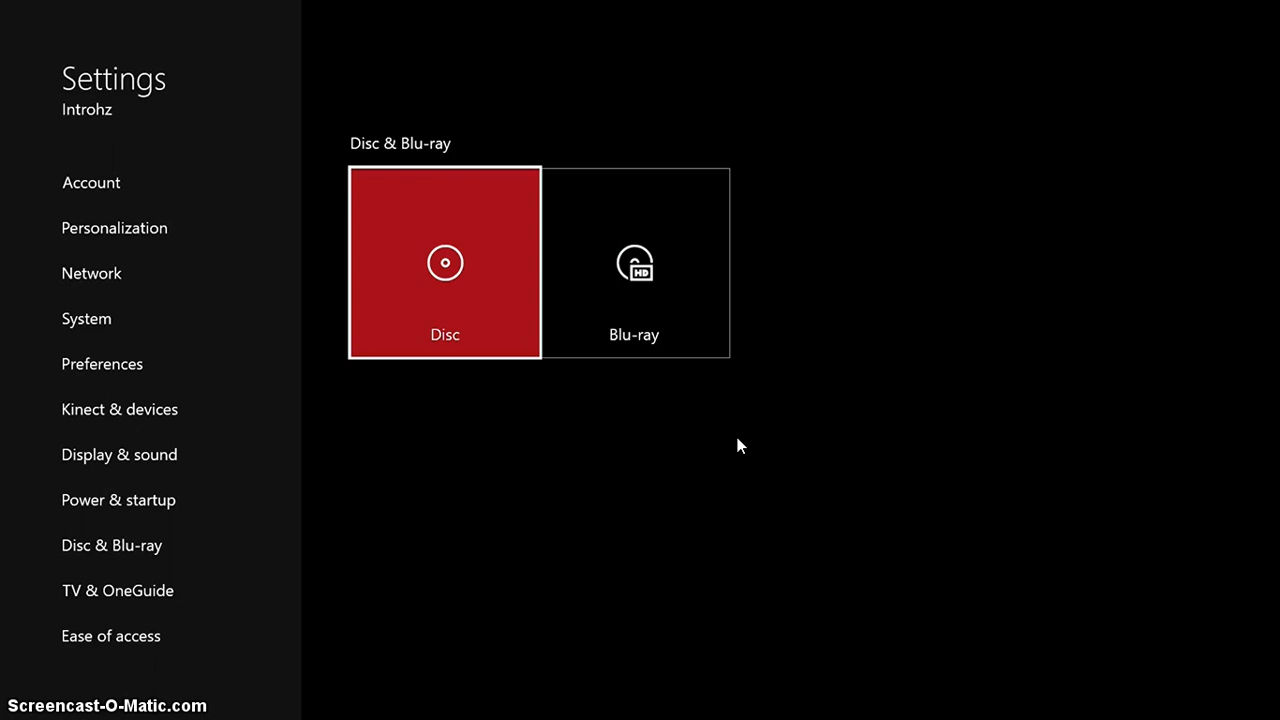 Settings
Introhz
Account
Personalization
Network
System
Preferences
Kinect & devices
Display & sound
Power & startup
Disc & Blu-ray
TV & OneGuide
Ease of access
Disc & Blu-ray
Disc
HD
Blu-ray
Screencast-O-Matic.com